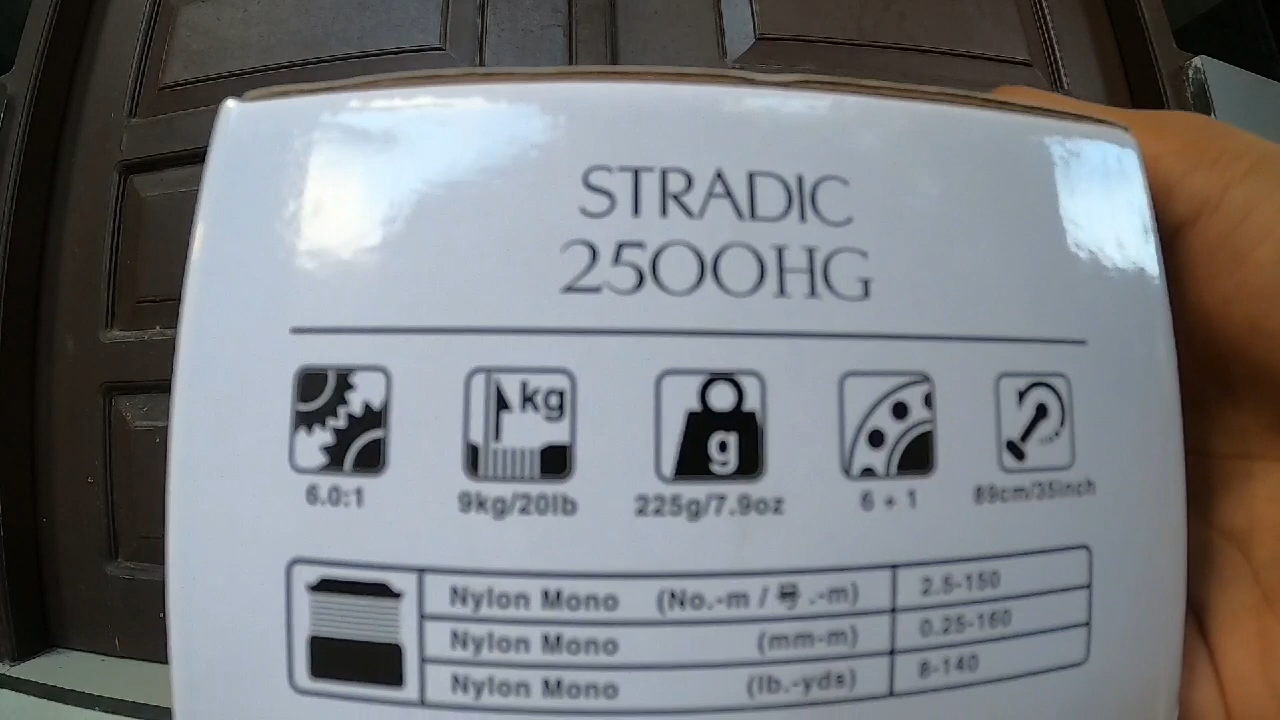 STRADIC
2500HG
kg
g
6.0:1
9kg/20lb
225g/7.9oz
6 + 1
89cm/35inch
Nylon Mono (No.-m / 号.-m) 2.5-150
Nylon Mono (mm-m) 0.25-160
Nylon Mono (lb.-yds) 8-140